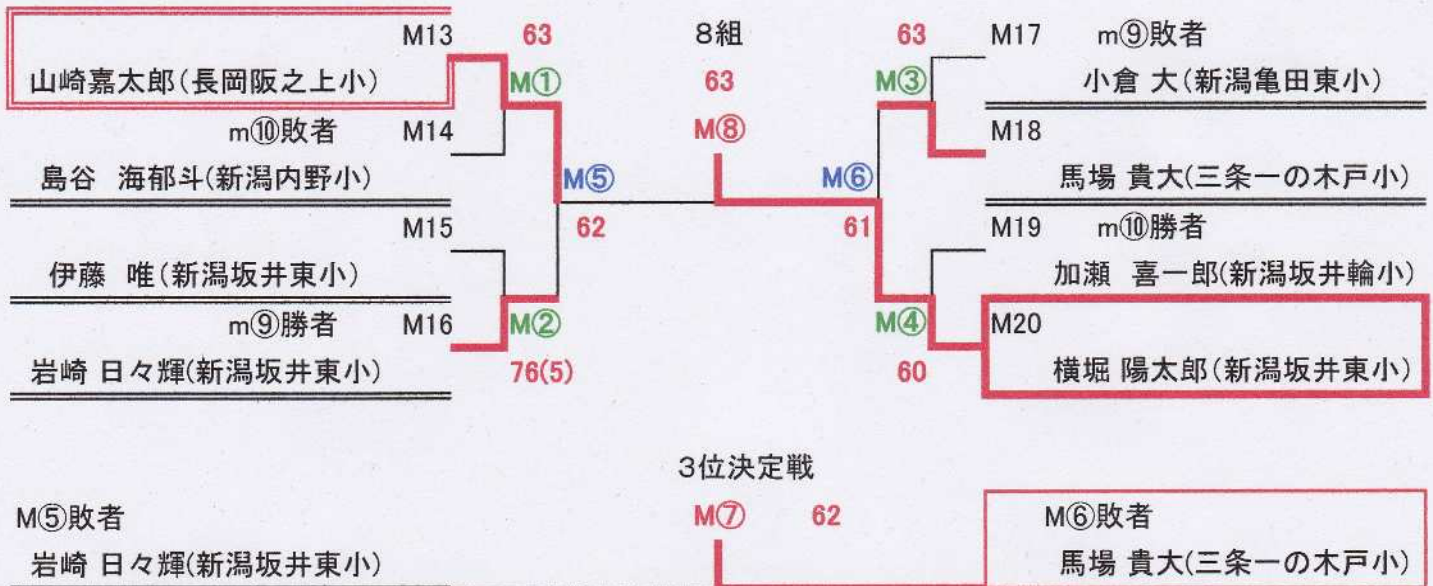 M13 63 8組 63 M17 m⑨敗者
山崎嘉太郎(長岡阪之上小) M① 63 M③ 小倉 大(新潟亀田東小)
m⑩敗者 M14 M⑧ M18
島谷 海郁斗(新潟内野小) M⑤ M⑥ 馬場 貴大(三条一の木戸小)
M15 62 61 M19 m⑩勝者
伊藤 唯(新潟坂井東小) 加瀬 喜一郎(新潟坂井輪小)
m⑨勝者 M16 M② M④ M20
岩崎 日々輝(新潟坂井東小) 76(5) 60 横堀 陽太郎(新潟坂井東小)
3位決定戦
M⑤敗者 M⑦ 62 M⑥敗者
岩崎 日々輝(新潟坂井東小) 馬場 貴大(三条一の木戸小)